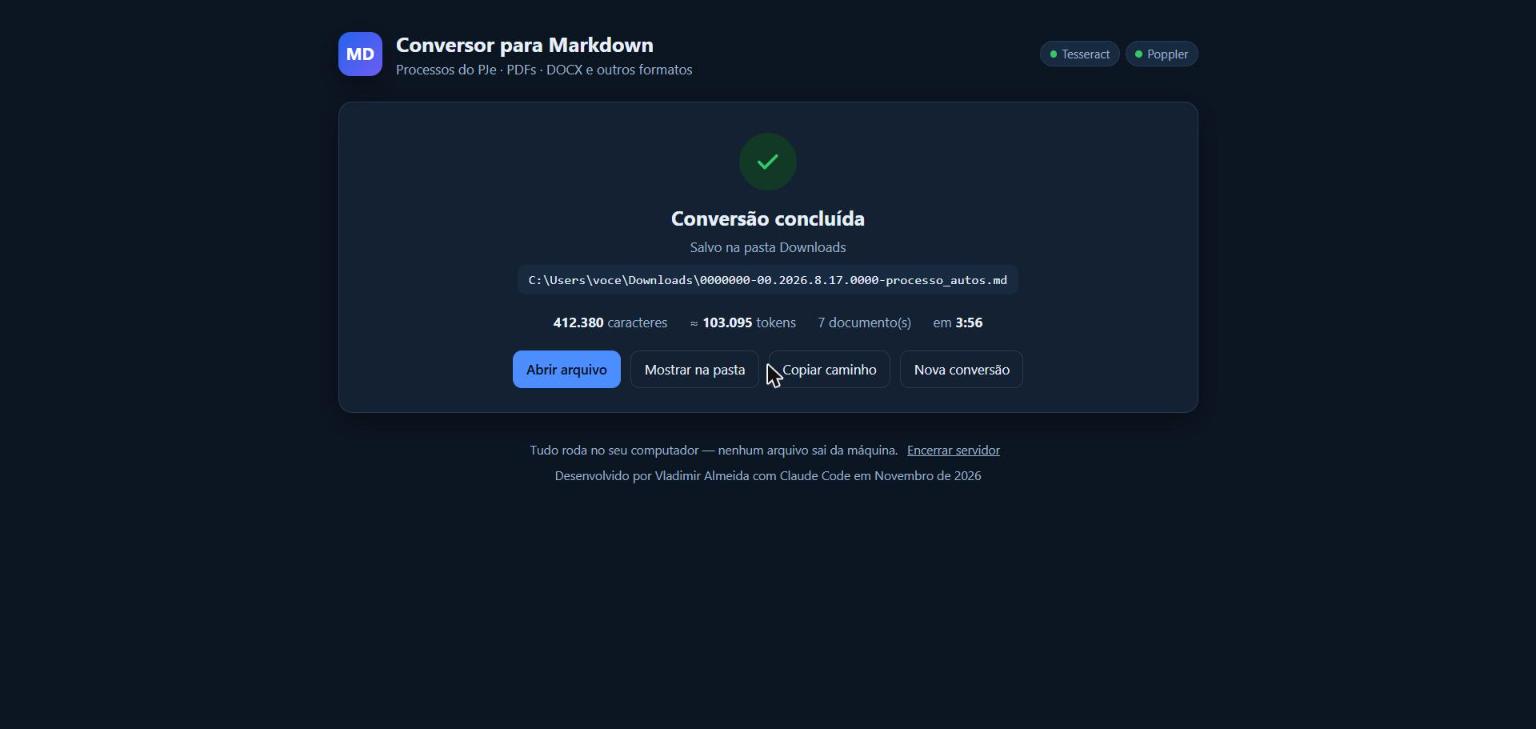 MD
Conversor para Markdown
Processos do PJe · PDFs · DOCX e outros formatos
Tesseract
Poppler
Conversão concluída
Salvo na pasta Downloads
C:\Users\voce\Downloads\0000000-00.2026.8.17.0000-processo_autos.md
412.380 caracteres ≈ 103.095 tokens 7 documento(s) em 3:56
Abrir arquivo Mostrar na pasta Copiar caminho Nova conversão
Tudo roda no seu computador — nenhum arquivo sai da máquina. Encerrar servidor
Desenvolvido por Vladimir Almeida com Claude Code em Novembro de 2026